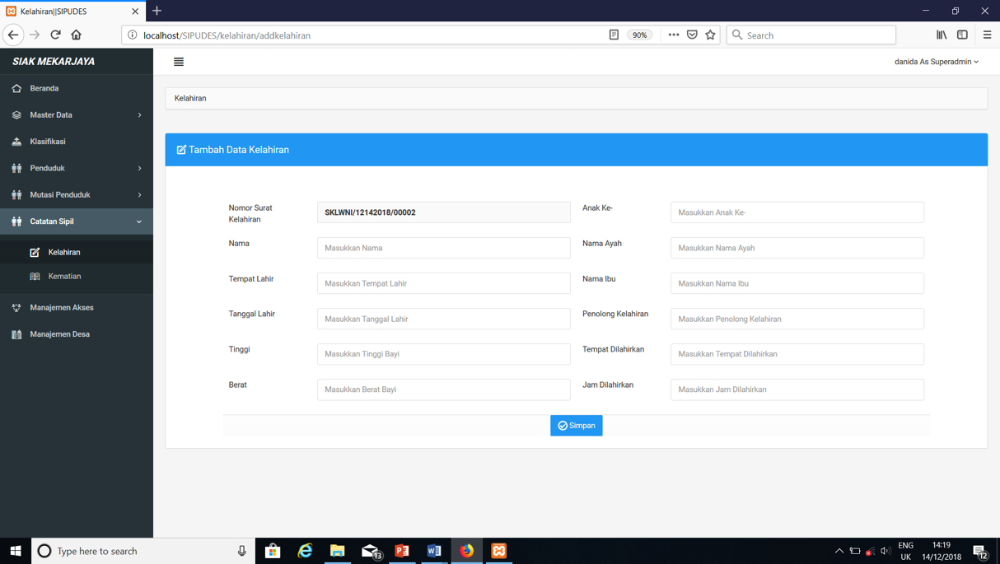 Kelahiran||SIPUDES
localhost/SIPUDES/kelahiran/addkelahiran
90%
Search
SIAK MEKARJAYA
danida As Superadmin
Beranda
Master Data
Klasifikasi
Penduduk
Mutasi Penduduk
Catatan Sipil
Kelahiran
Kematian
Manajemen Akses
Manajemen Desa
Kelahiran
Tambah Data Kelahiran
Nomor Surat
Kelahiran
SKLWNI/12142018/00002
Anak Ke-
Masukkan Anak Ke-
Nama
Masukkan Nama
Nama Ayah
Masukkan Nama Ayah
Tempat Lahir
Masukkan Tempat Lahir
Nama Ibu
Masukkan Nama Ibu
Tanggal Lahir
Masukkan Tanggal Lahir
Penolong Kelahiran
Masukkan Penolong Kelahiran
Tinggi
Masukkan Tinggi Bayi
Tempat Dilahirkan
Masukkan Tempat Dilahirkan
Berat
Masukkan Berat Bayi
Jam Dilahirkan
Masukkan Jam Dilahirkan
Simpan
Type here to search
13
ENG
UK
14:19
14/12/2018
12